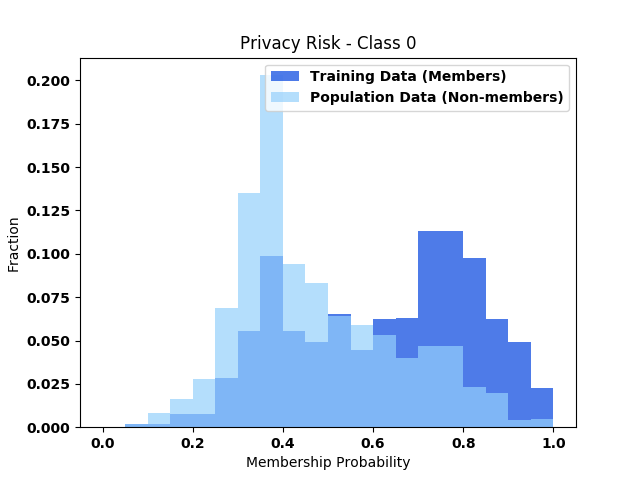 Privacy Risk - Class 0
Training Data (Members)
Population Data (Non-members)
Fraction
0.200
0.175
0.150
0.125
0.100
0.075
0.050
0.025
0.000
0.0 0.2 0.4 0.6 0.8 1.0
Membership Probability